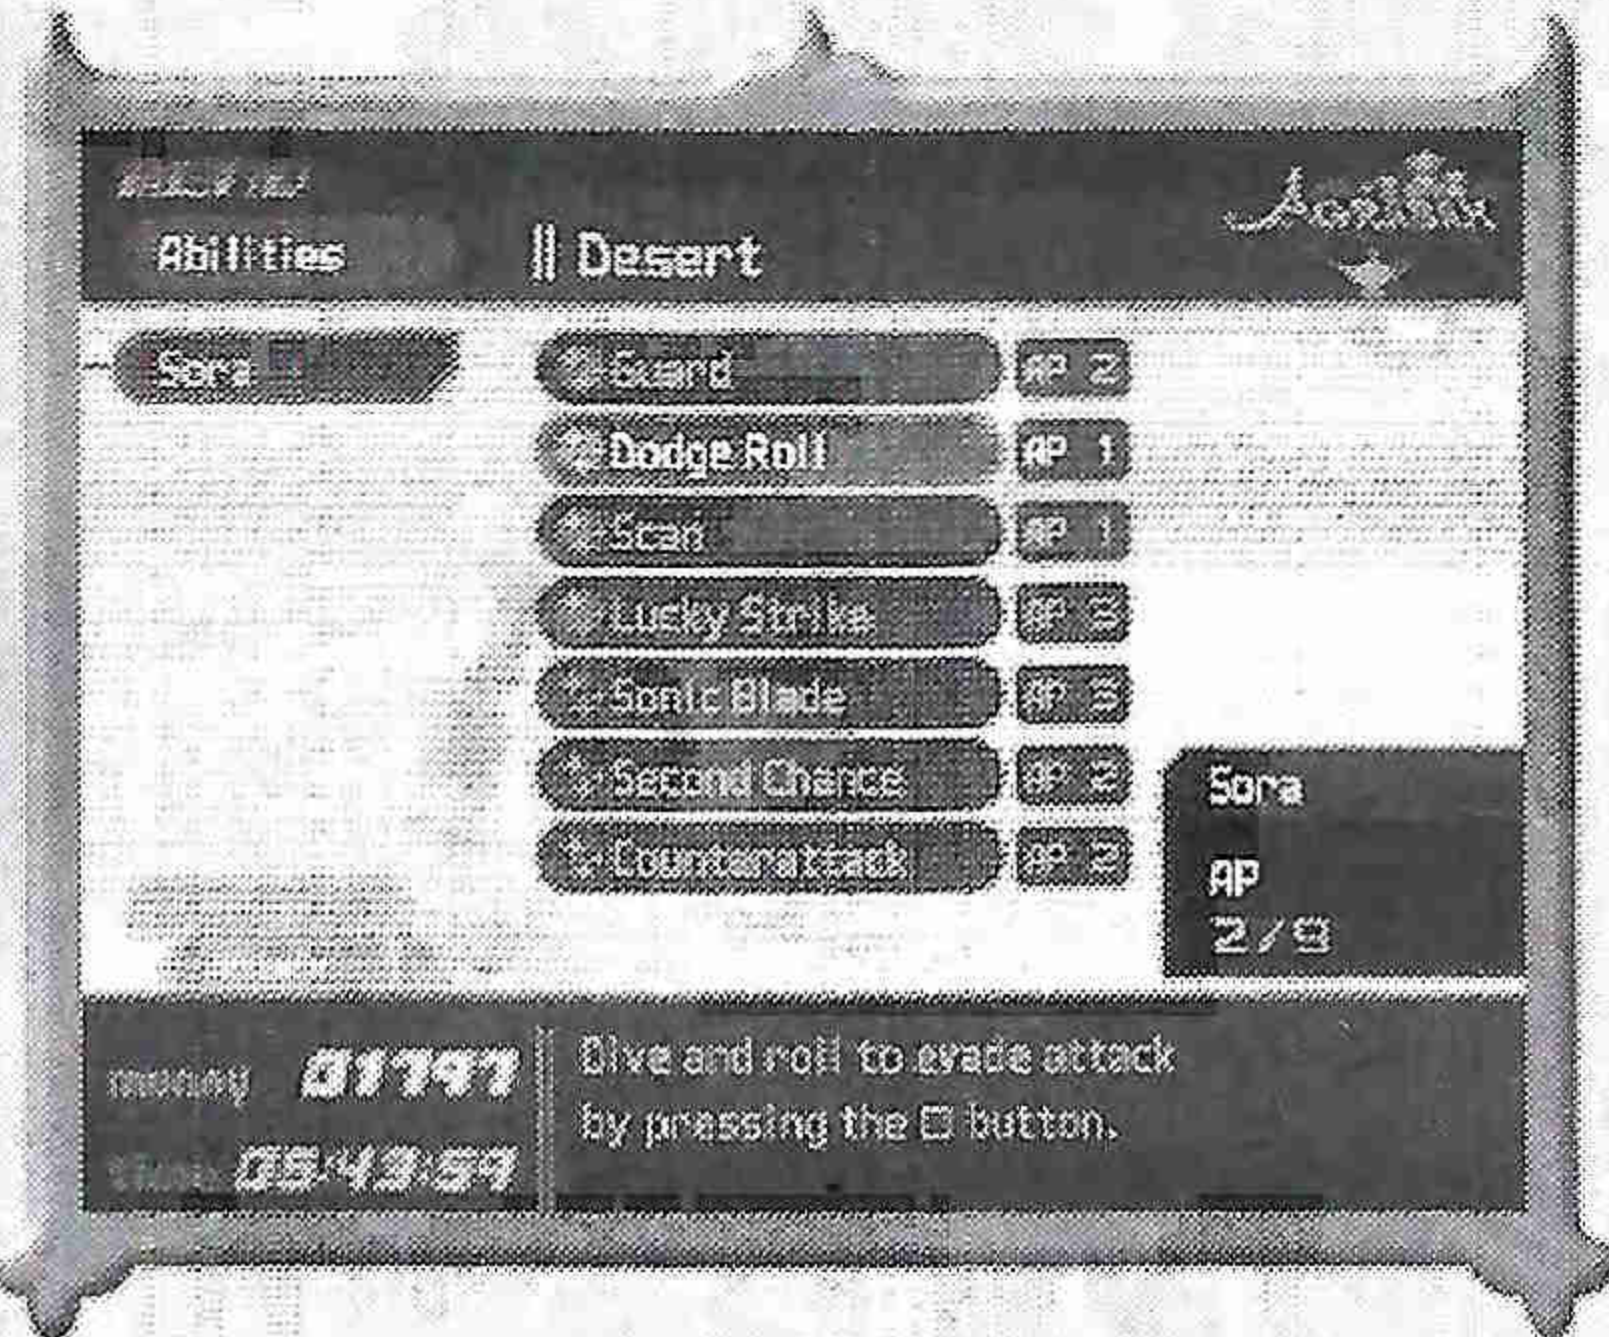 Abilities
Desert
Agrabah
Sora
Guard AP 2
Dodge Roll AP 1
Scan AP 1
Lucky Strike AP 3
Sonic Blade AP 3
Second Chance AP 2
Counterattack AP 2
Sora
AP
2/9
money 01797
05:43:59
Dive and roll to evade attack
by pressing the □ button.